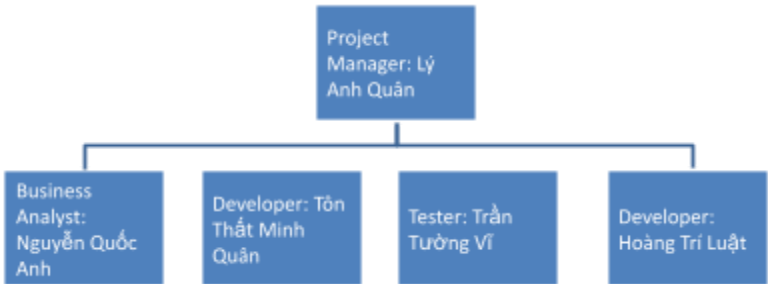 Project
Manager: Lý
Anh Quân
Business
Analyst:
Nguyễn Quốc
Anh
Developer: Tôn
Thất Minh
Quân
Tester: Trần
Tường Vĩ
Developer:
Hoàng Trí Luật